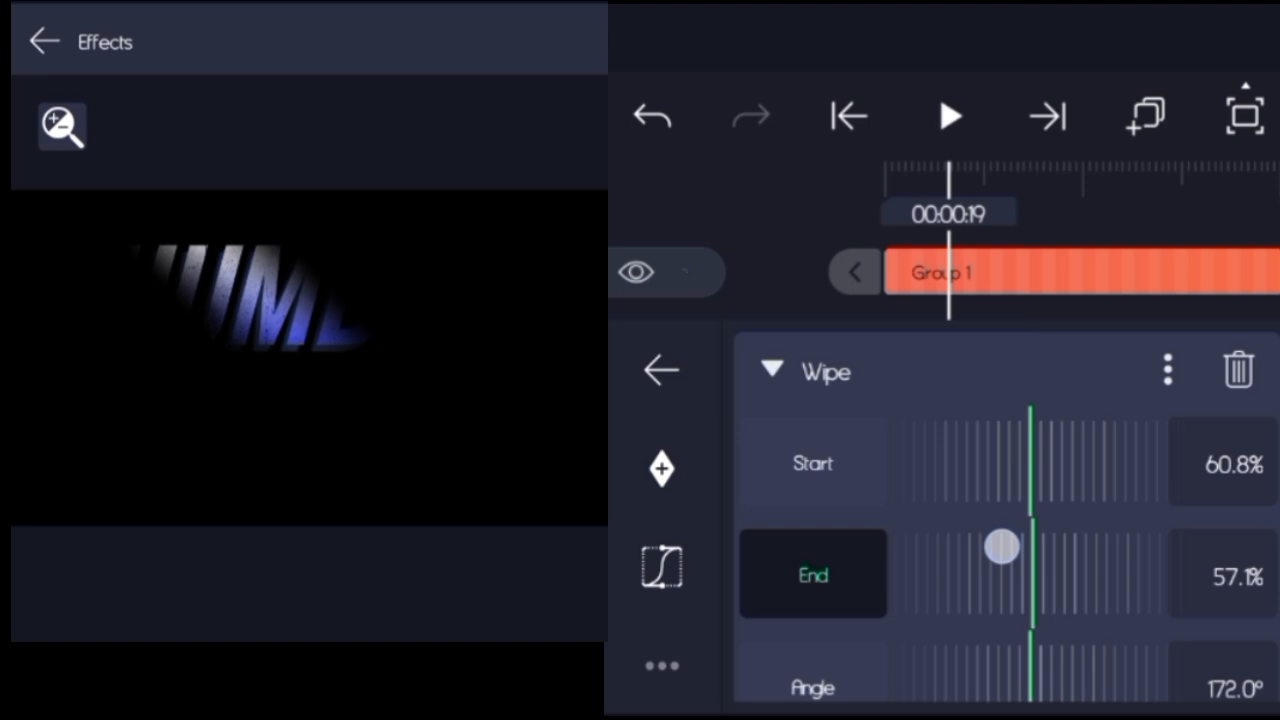 Effects
00:00:19
Group 1
Wipe
Start
60.8%
End
57.1%
Angle
172.0°